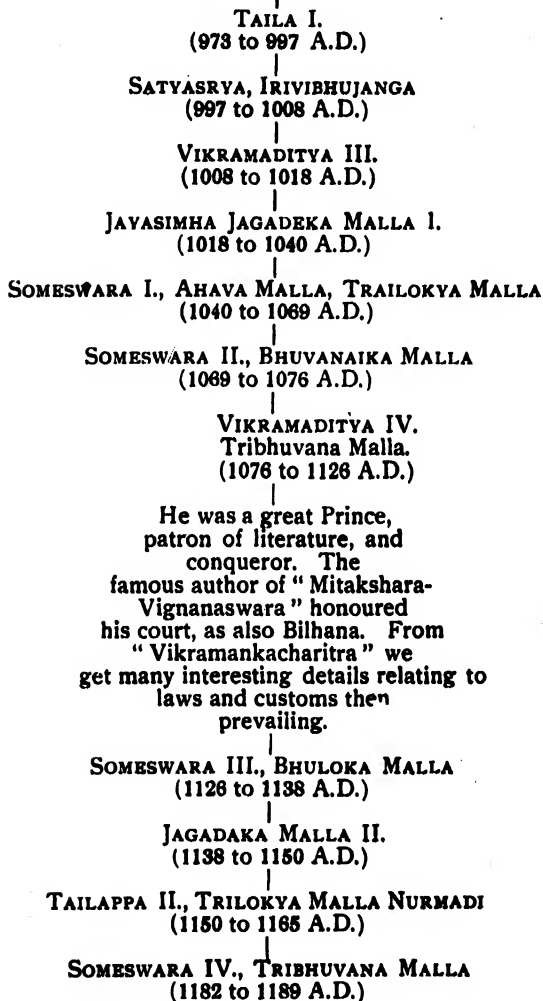 TAILA I.
(973 to 997 A.D.)
SATYASRYA, IRIVIBHUJANGA
(997 to 1008 A.D.)
VIKRAMADITYA III.
(1008 to 1018 A.D.)
JAYASIMHA JAGADEKA MALLA I.
(1018 to 1040 A.D.)
SOMESWARA I., AHAVA MALLA, TRAILOKYA MALLA
(1040 to 1069 A.D.)
SOMESWARA II., BHUVANAIKA MALLA
(1069 to 1076 A.D.)
VIKRAMADITYA IV.
Tribhuvana Malla.
(1076 to 1126 A.D.)
He was a great Prince,
patron of literature, and
conqueror. The
famous author of “ Mitakshara-
Vignanaswara ” honoured
his court, as also Bilhana. From
“ Vikramankacharitra ” we
get many interesting details relating to
laws and customs then
prevailing.
SOMESWARA III., BHULOKA MALLA
(1126 to 1138 A.D.)
JAGADAKA MALLA II.
(1138 to 1150 A.D.)
TAILAPPA II., TRILOKYA MALLA NURMADI
(1150 to 1165 A.D.)
SOMESWARA IV., TRIBHUVANA MALLA
(1182 to 1189 A.D.)